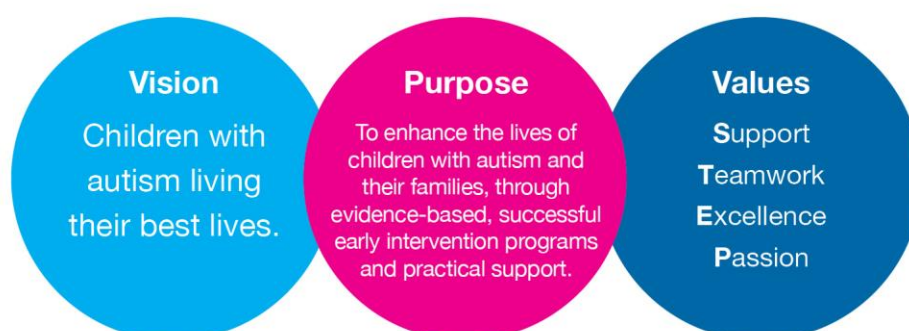 Vision
Children with
autism living
their best lives.
Purpose
To enhance the lives of
children with autism and
their families, through
evidence-based, successful
early intervention programs
and practical support.
Values
Support
Teamwork
Excellence
Passion